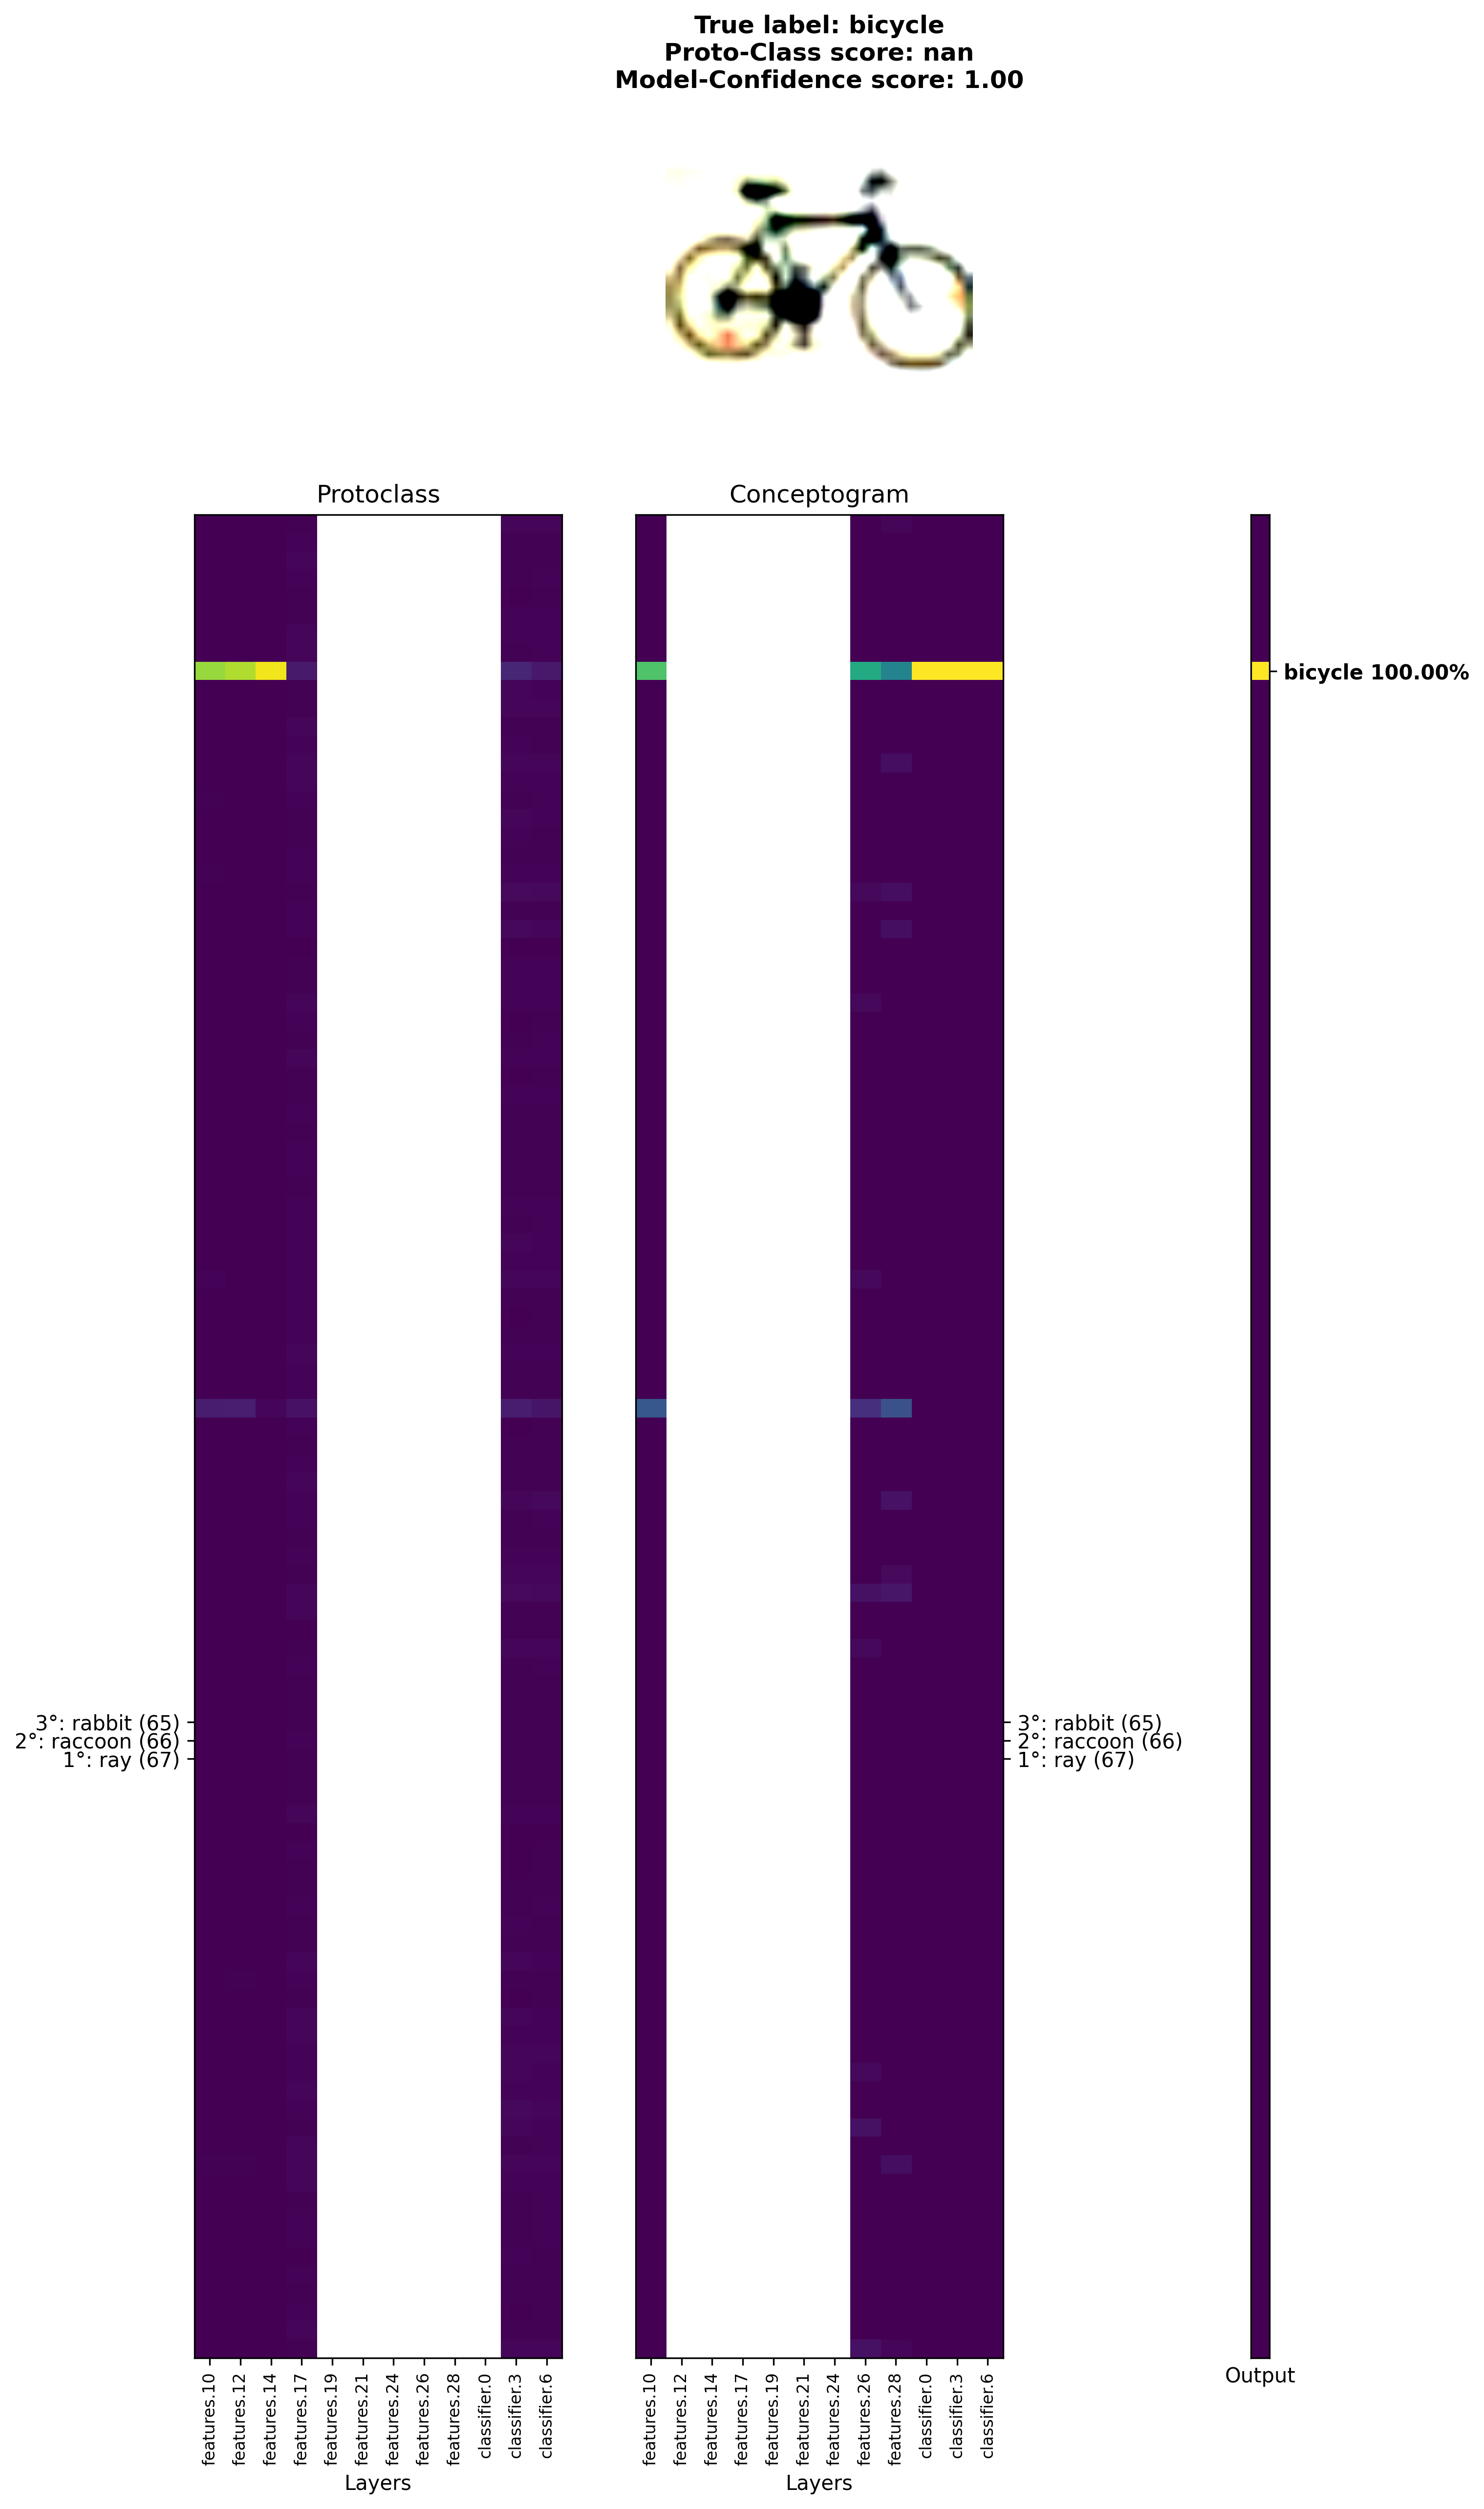 True label: bicycle
Proto-Class score: nan
Model-Confidence score: 1.00
Protoclass
Conceptogram
bicycle 100.00%
3°: rabbit (65)
2°: raccoon (66)
1°: ray (67)
3°: rabbit (65)
2°: raccoon (66)
1°: ray (67)
features.10
features.12
features.14
features.17
features.19
features.21
features.24
features.26
features.28
classifier.0
classifier.3
classifier.6
Layers
features.10
features.12
features.14
features.17
features.19
features.21
features.24
features.26
features.28
classifier.0
classifier.3
classifier.6
Layers
Output